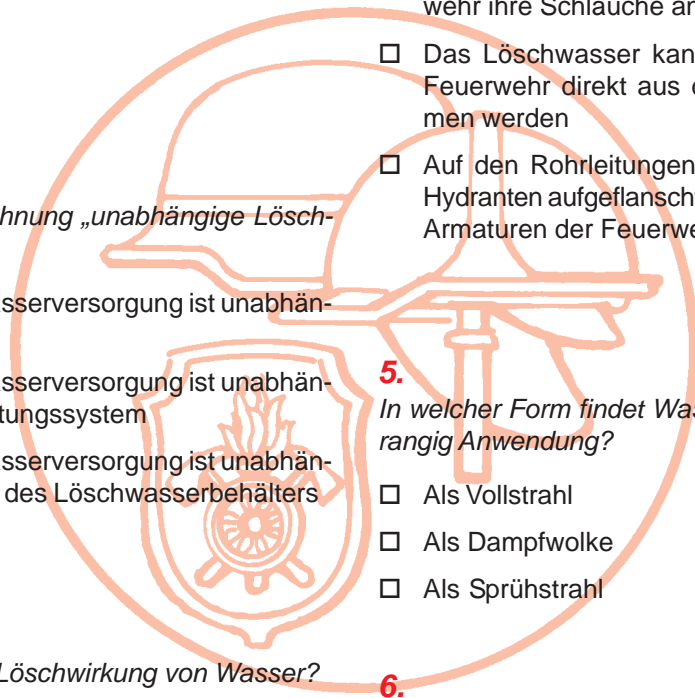 hnung „unabhängige Lösch-
sserversorgung ist unabhän-
sserversorgung ist unabhän-
tungssystem
sserversorgung ist unabhän-
des Löschwasserbehälters
Löschwirkung von Wasser?
wehr ihre Schläuche an
Das Löschwasser kan
Feuerwehr direkt aus
men werden
Auf den Rohrleitungen
Hydranten aufgeflansch
Armaturen der Feuerwe
5.
In welcher Form findet Was
rangig Anwendung?
Als Vollstrahl
Als Dampfwolke
Als Sprühstrahl
6.